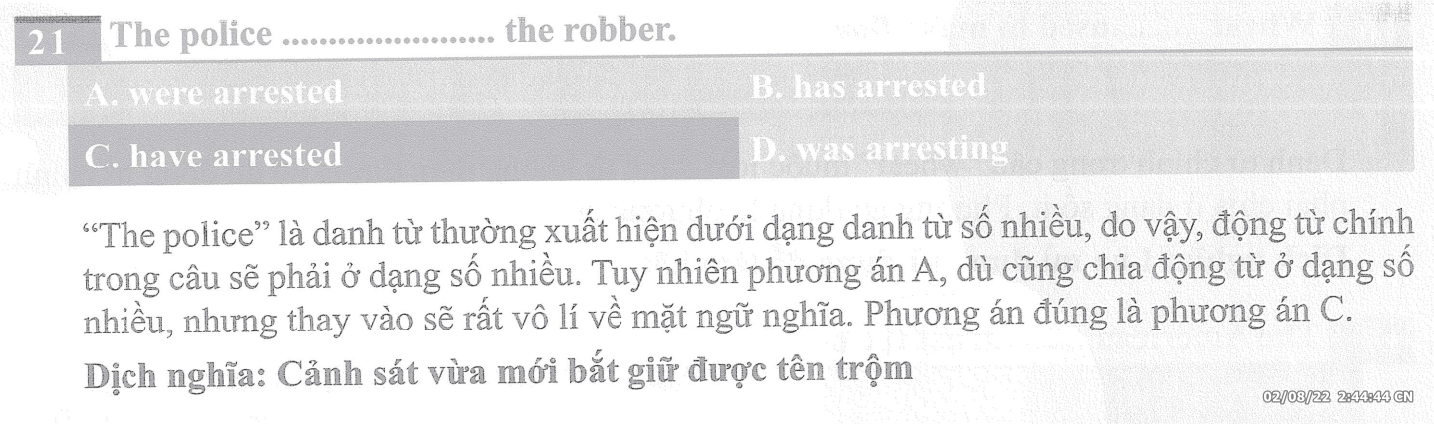 21 The police ....................... the robber.
A. were arrested B. has arrested
C. have arrested D. was arresting
“The police” là danh từ thường xuất hiện dưới dạng danh từ số nhiều, do vậy, động từ chính
trong câu sẽ phải ở dạng số nhiều. Tuy nhiên phương án A, dù cũng chia động từ ở dạng số
nhiều, nhưng thay vào sẽ rất vô lí về mặt ngữ nghĩa. Phương án đúng là phương án C.
Dịch nghĩa: Cảnh sát vừa mới bắt giữ được tên trộm
02/08/22 2:44:44 CN